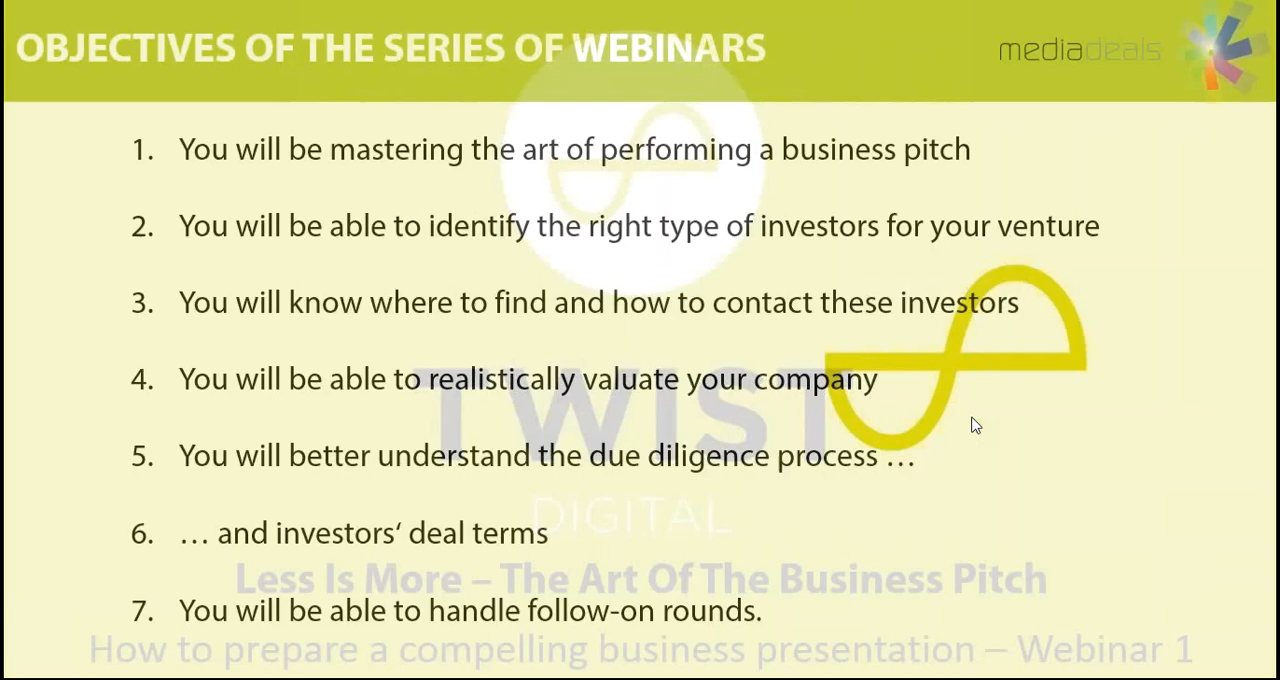 OBJECTIVES OF THE SERIES OF WEBINARS
mediadeals
1. You will be mastering the art of performing a business pitch
2. You will be able to identify the right type of investors for your venture
3. You will know where to find and how to contact these investors
4. You will be able to realistically valuate your company
TWIST
5. You will better understand the due diligence process …
DIGITAL
6. … and investors‘ deal terms
Less Is More – The Art Of The Business Pitch
7. You will be able to handle follow-on rounds.
How to prepare a compelling business presentation – Webinar 1